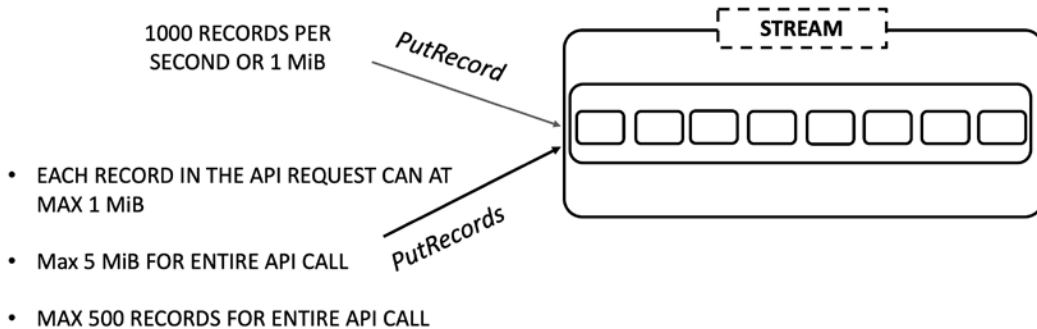 STREAM
1000 RECORDS PER
SECOND OR 1 MiB
PutRecord
• EACH RECORD IN THE API REQUEST CAN AT
MAX 1 MiB
PutRecords
• Max 5 MiB FOR ENTIRE API CALL
• MAX 500 RECORDS FOR ENTIRE API CALL